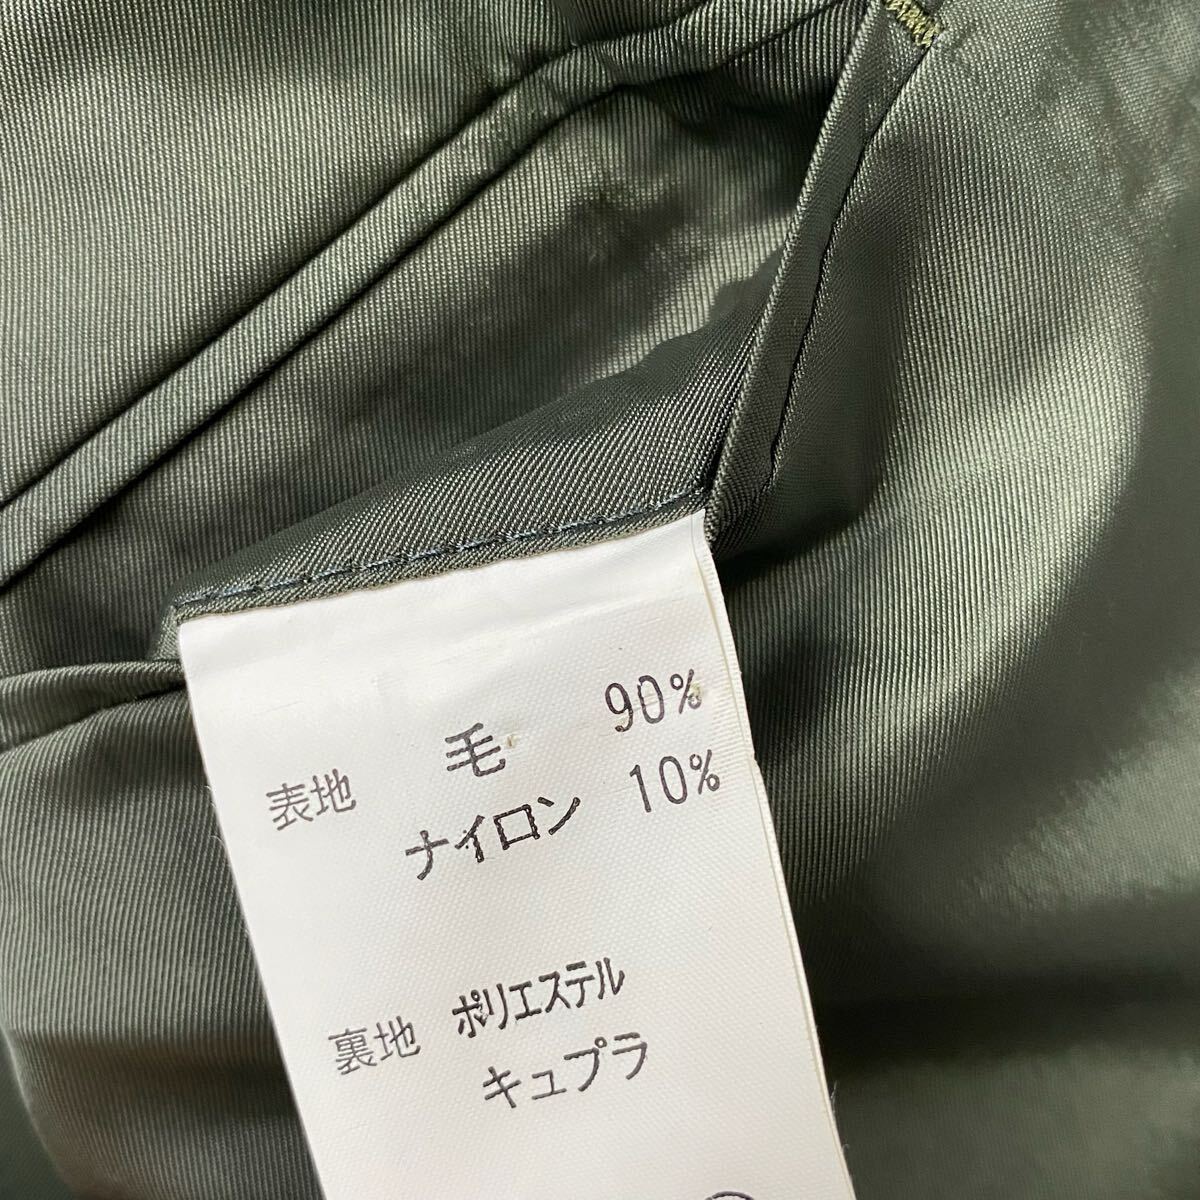 表地 毛 90%
ナイロン 10%
裏地 ポリエステル
キュプラ